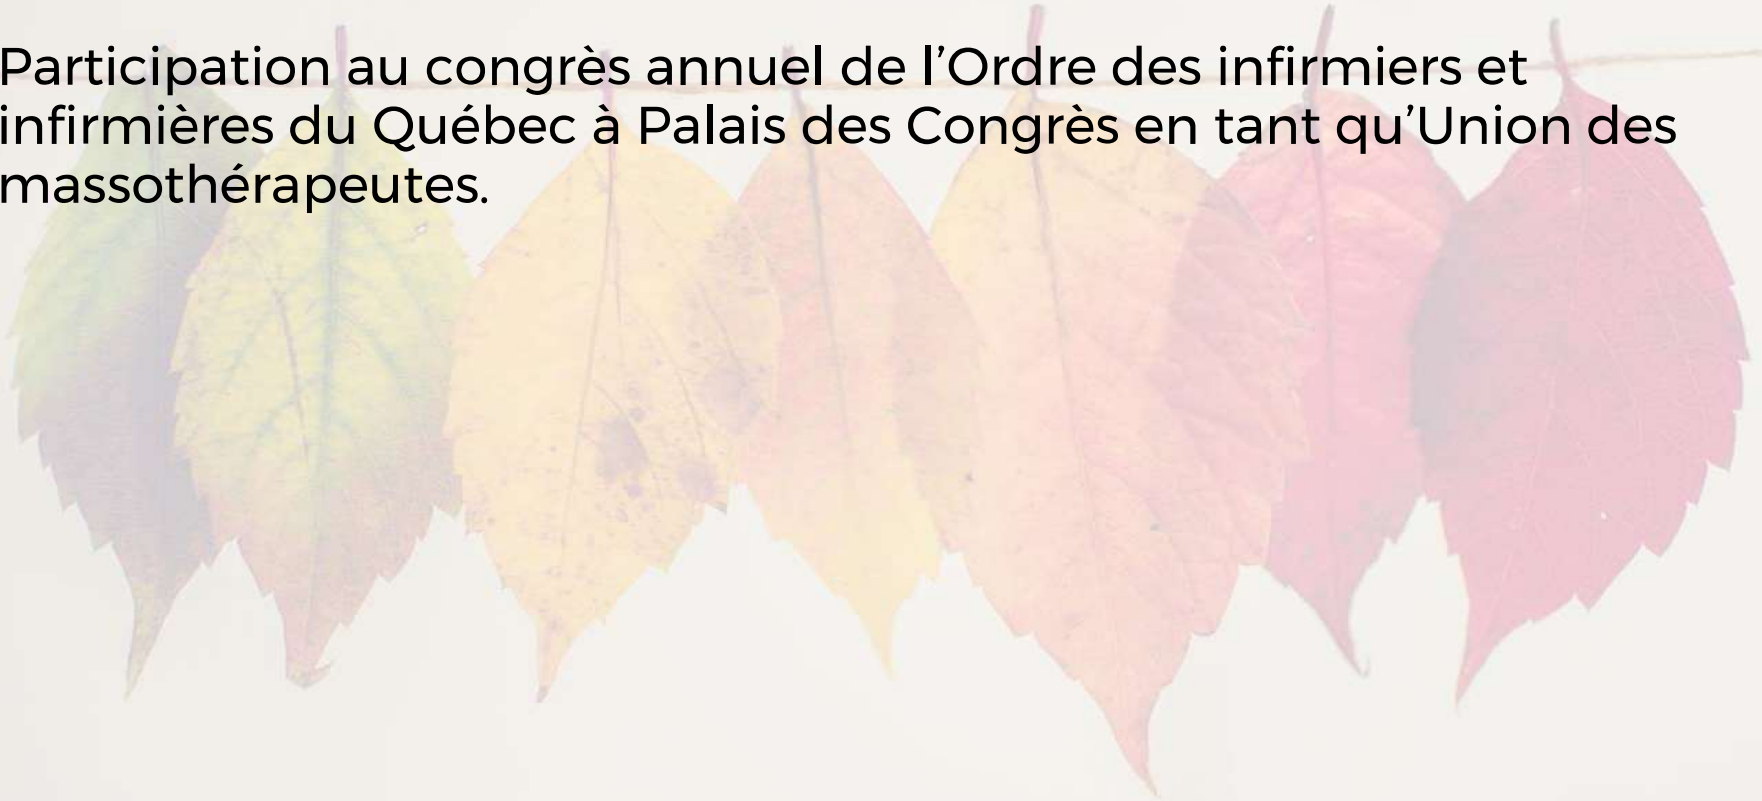 Participation au congrès annuel de l’Ordre des infirmiers et
infirmières du Québec à Palais des Congrès en tant qu’Union des
massothérapeutes.